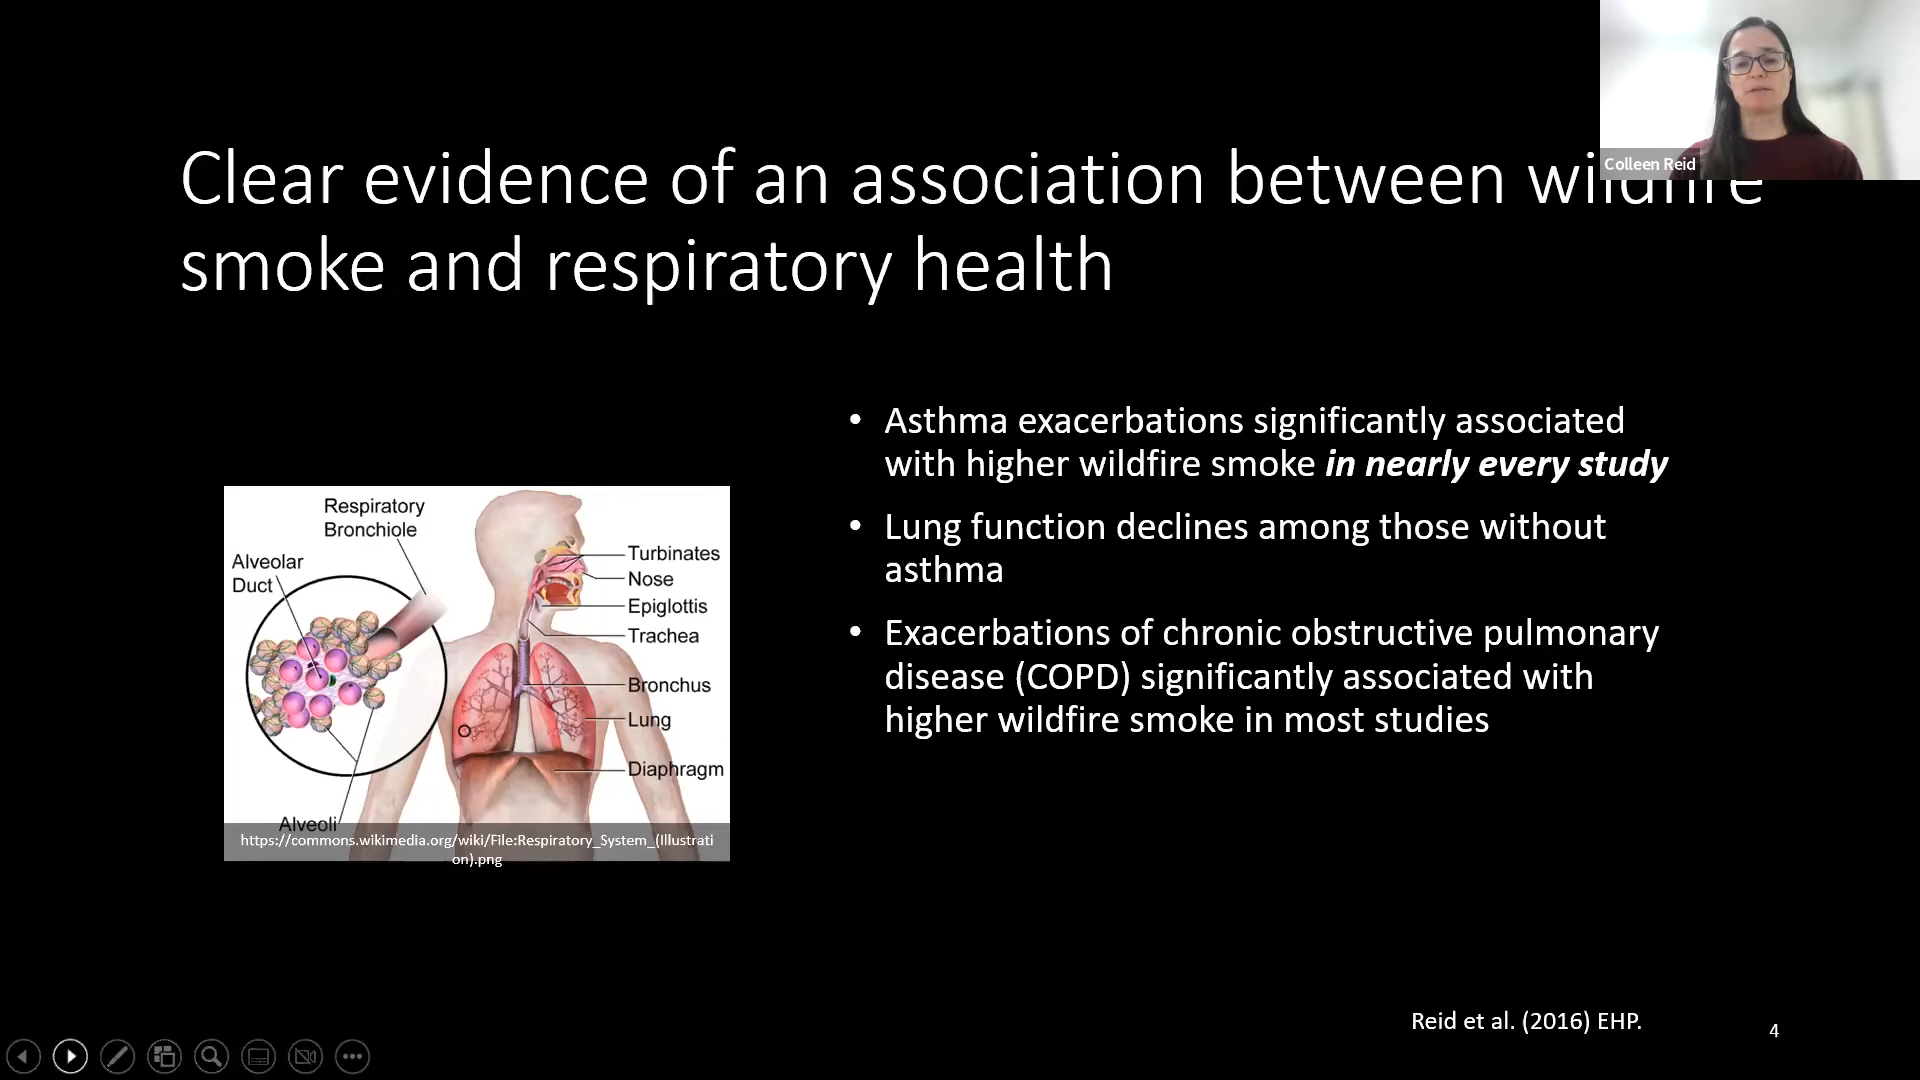 Colleen Reid
Clear evidence of an association between wildfire
smoke and respiratory health
• Asthma exacerbations significantly associated
with higher wildfire smoke in nearly every study
• Lung function declines among those without
asthma
• Exacerbations of chronic obstructive pulmonary
disease (COPD) significantly associated with
higher wildfire smoke in most studies
Respiratory
Bronchiole
Alveolar
Duct
Turbinates
Nose
Epiglottis
Trachea
Bronchus
Lung
Diaphragm
Alveoli
https://commons.wikimedia.org/wiki/File:Respiratory_System_(Illustrati
on).png
Reid et al. (2016) EHP.
4